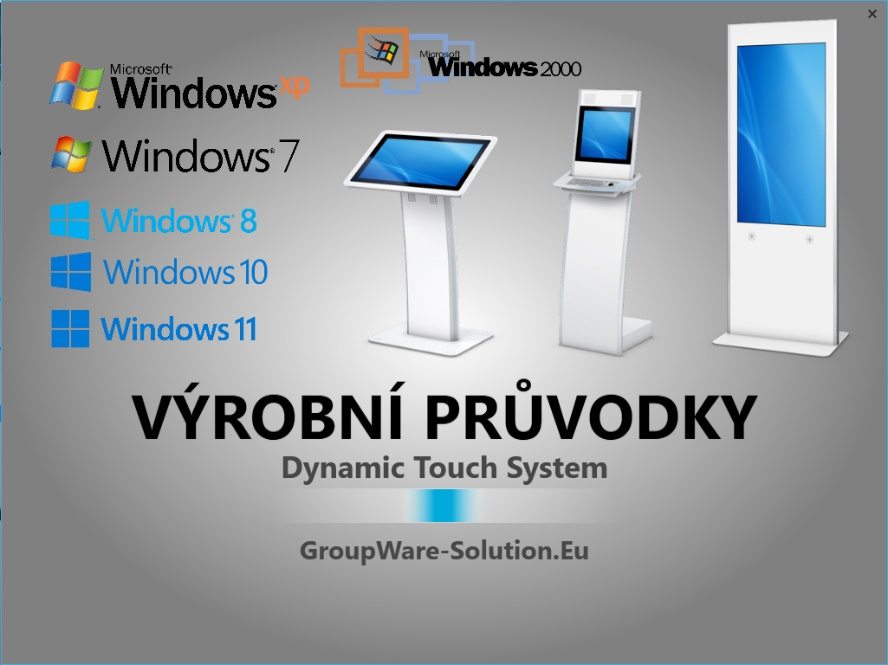 Microsoft®
Windows xp
Microsoft
Windows 2000
Windows® 7
Windows® 8
Windows 10
Windows 11
VÝROBNÍ PRŮVODKY
Dynamic Touch System
GroupWare-Solution.Eu